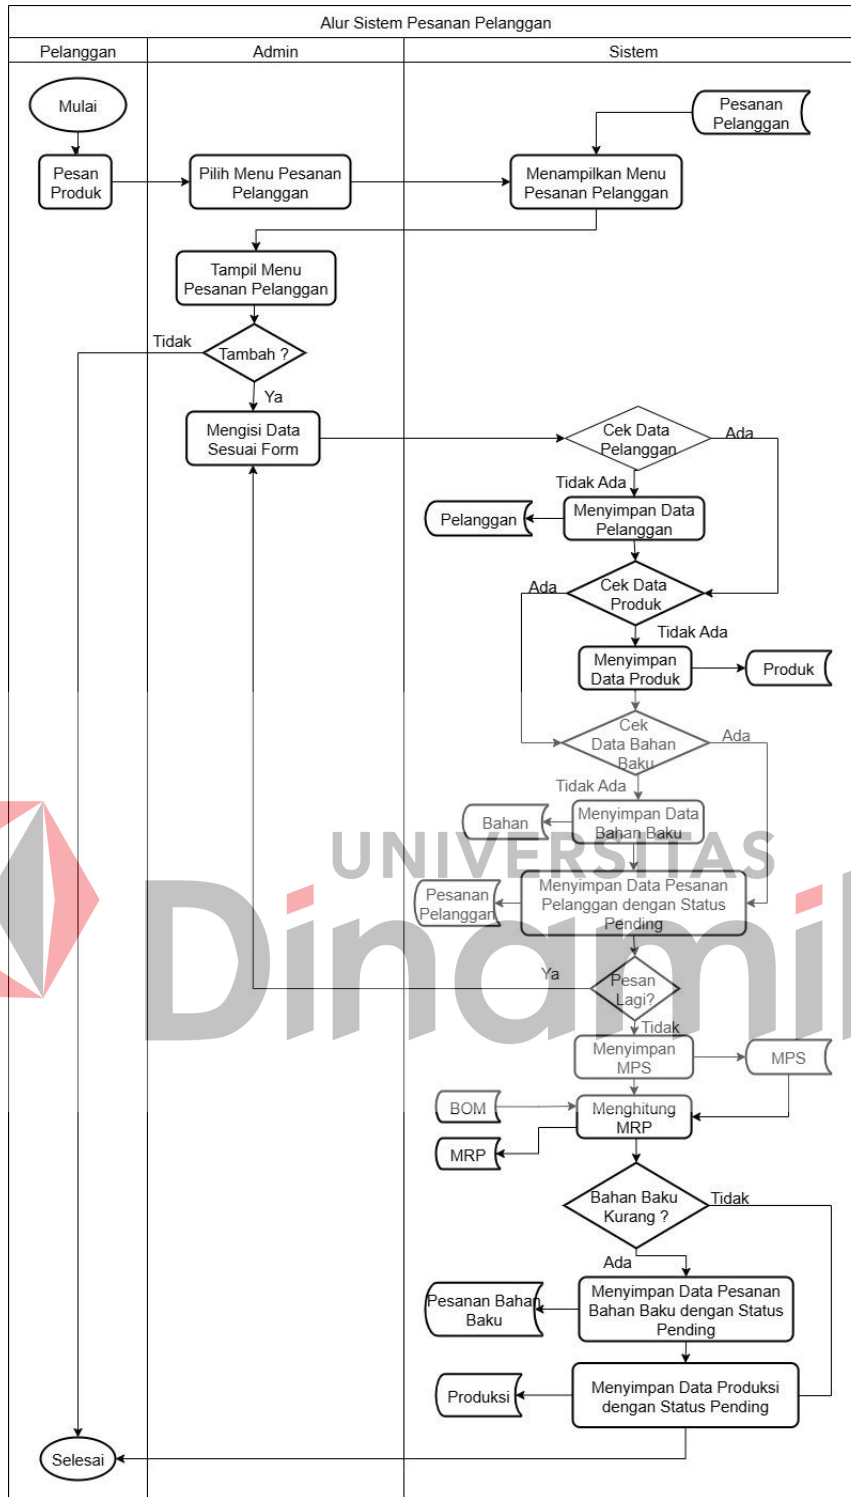 Alur Sistem Pesanan Pelanggan
Pelanggan
Admin
Sistem
Mulai
Pesanan
Pelanggan
Pesan
Produk
Pilih Menu Pesanan
Pelanggan
Menampilkan Menu
Pesanan Pelanggan
Tampil Menu
Pesanan Pelanggan
Tidak
Tambah ?
Ya
Mengisi Data
Sesuai Form
Cek Data
Pelanggan
Ada
Tidak Ada
Pelanggan
Menyimpan Data
Pelanggan
Ada
Cek Data
Produk
Tidak Ada
Menyimpan
Data Produk
Produk
Cek
Data Bahan
Baku
Ada
Tidak Ada
Bahan
Menyimpan Data
Bahan Baku
UNIVERSITAS
Pesanan
Pelanggan
Menyimpan Data Pesanan
Pelanggan dengan Status
Pending
Dinamik
Ya
Pesan
Lagi?
Tidak
Menyimpan
MPS
MPS
BOM
Menghitung
MRP
MRP
Bahan Baku
Kurang ?
Tidak
Ada
Pesanan Bahan
Baku
Menyimpan Data Pesanan
Bahan Baku dengan Status
Pending
Produksi
Menyimpan Data Produksi
dengan Status Pending
Selesai